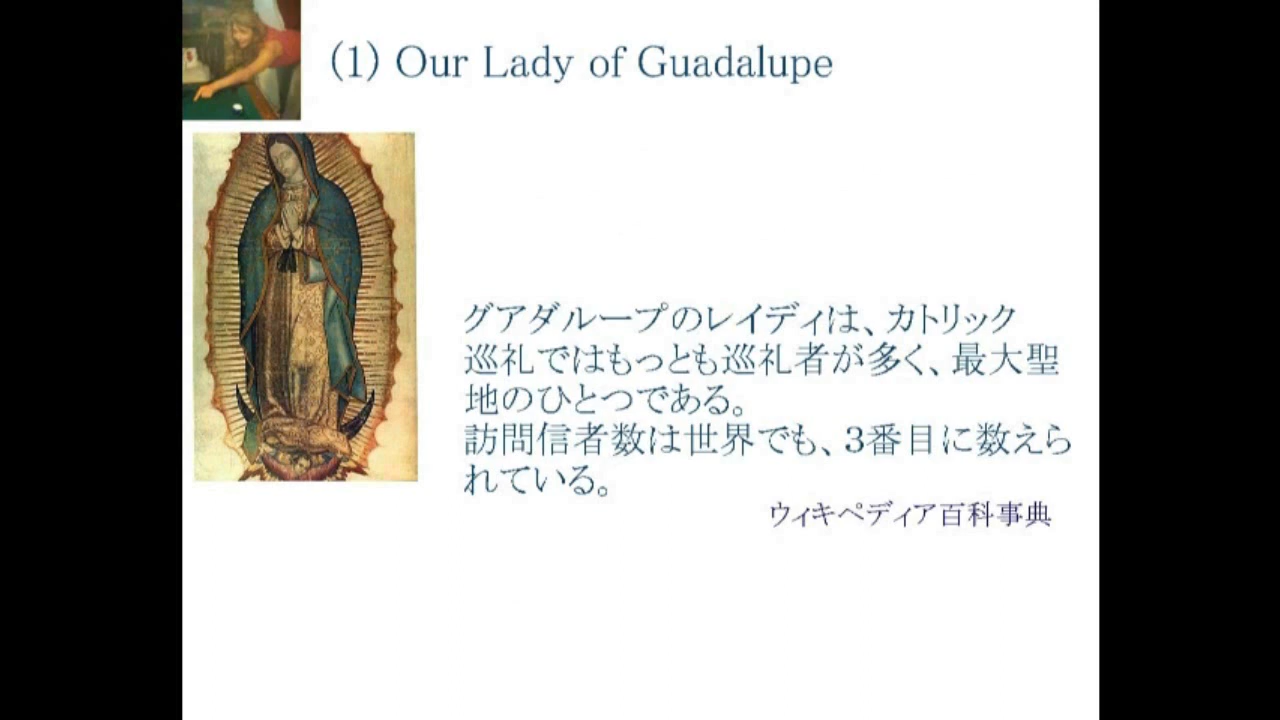 (1) Our Lady of Guadalupe
グアダループのレイディは、カトリック
巡礼ではもっとも巡礼者が多く、最大聖
地のひとつである。
訪問信者数は世界でも、３番目に数えら
れている。
ウィキペディア百科事典